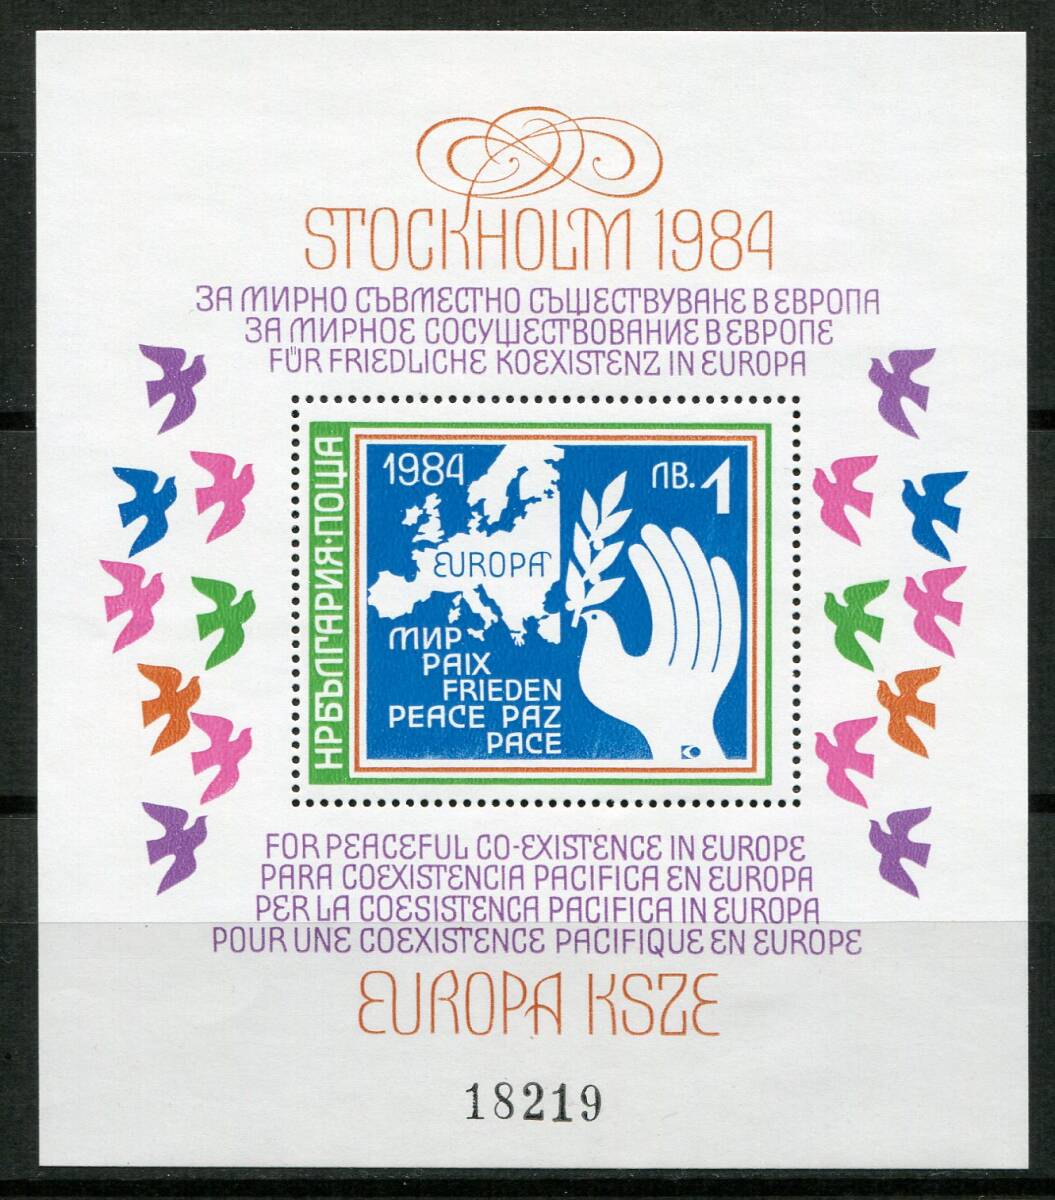 STOCKHOLM 1984
ЗА МИРНО СЪВМЕСТНО СЪЩЕСТВУВАНЕ В ЕВРОПА
ЗА МИРНОЕ СОСУЩЕСТВОВАНИЕ В ЕВРОПЕ
FÜR FRIEDLICHE KOEXISTENZ IN EUROPA
НР БЪЛГАРИЯ·ПОЩА
1984
ЛВ. 1
EUROPA
МИР
PAIX
FRIEDEN
PEACE PAZ
PACE
FOR PEACEFUL CO-EXISTENCE IN EUROPE
PARA COEXISTENCIA PACIFICA EN EUROPA
PER LA COESISTENCA PACIFICA IN EUROPA
POUR UNE COEXISTENCE PACIFIQUE EN EUROPE
EUROPA KSZE
18219